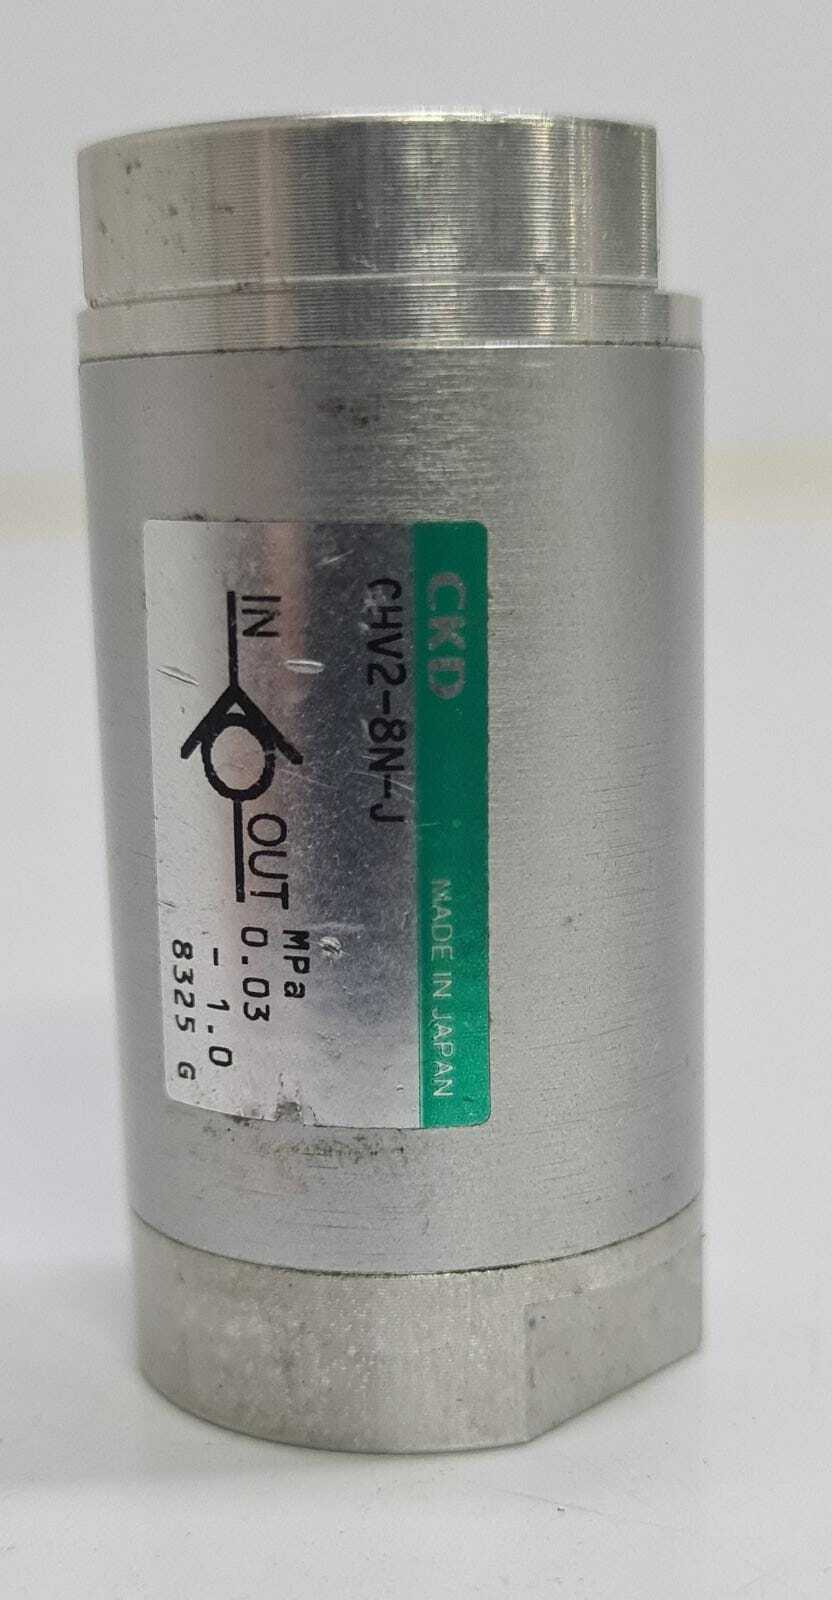 CKD MADE IN JAPAN
CHV2-8N-J
IN OUT
MPa
0.03
-1.0
8325 G